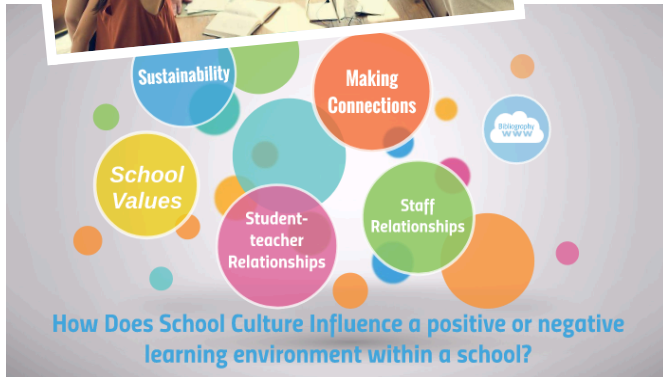 Sustainability
Making
Connections
Bibliography
WWW
School
Values
Staff
Relationships
Student-
teacher
Relationships
How Does School Culture Influence a positive or negative
learning environment within a school?